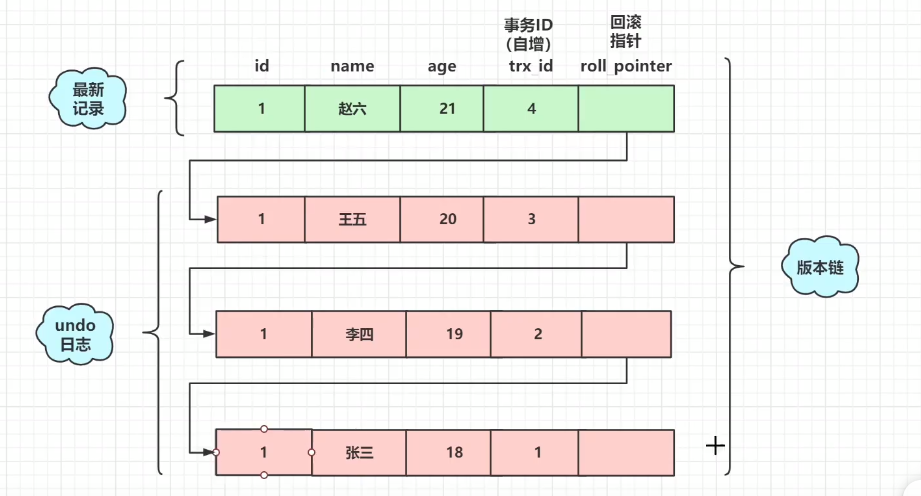 事务ID
（自增）
回滚
指针
id name age trx_id roll_pointer
最新
记录
1 赵六 21 4
1 王五 20 3
版本链
undo
日志
1 李四 19 2
1 张三 18 1